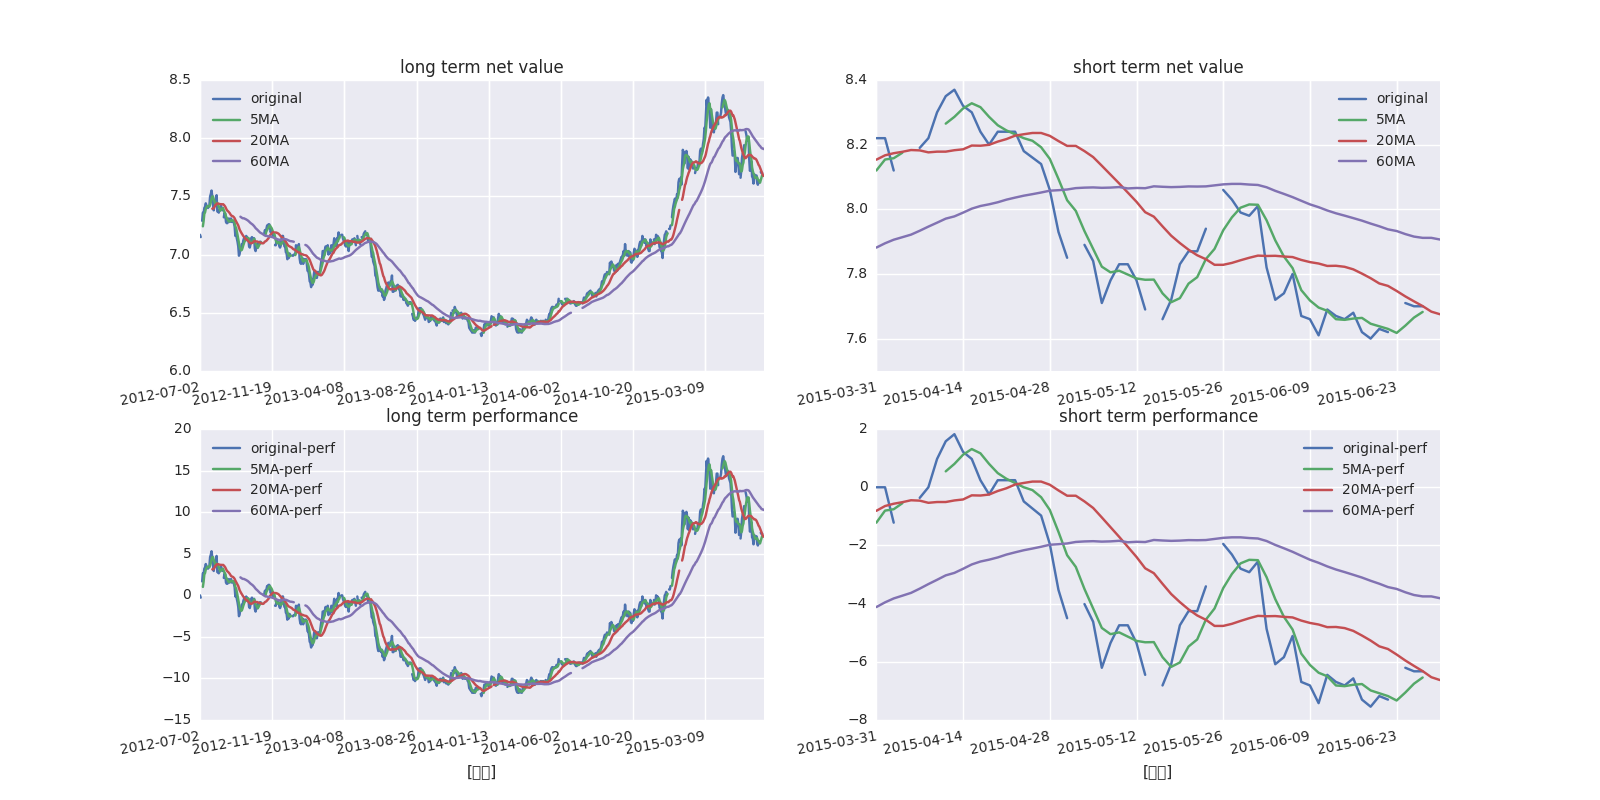 long term net value
8.5
8.0
7.5
7.0
6.5
6.0
original
5MA
20MA
60MA
2012-07-02
2012-11-19
2013-04-08
2013-08-26
2014-01-13
2014-06-02
2014-10-20
2015-03-09
short term net value
8.4
8.2
8.0
7.8
7.6
original
5MA
20MA
60MA
2015-03-31
2015-04-14
2015-04-28
2015-05-12
2015-05-26
2015-06-09
2015-06-23
long term performance
20
15
10
5
0
−5
−10
−15
original-perf
5MA-perf
20MA-perf
60MA-perf
2012-07-02
2012-11-19
2013-04-08
2013-08-26
2014-01-13
2014-06-02
2014-10-20
2015-03-09
[▯▯]
short term performance
2
0
−2
−4
−6
−8
original-perf
5MA-perf
20MA-perf
60MA-perf
2015-03-31
2015-04-14
2015-04-28
2015-05-12
2015-05-26
2015-06-09
2015-06-23
[▯▯]